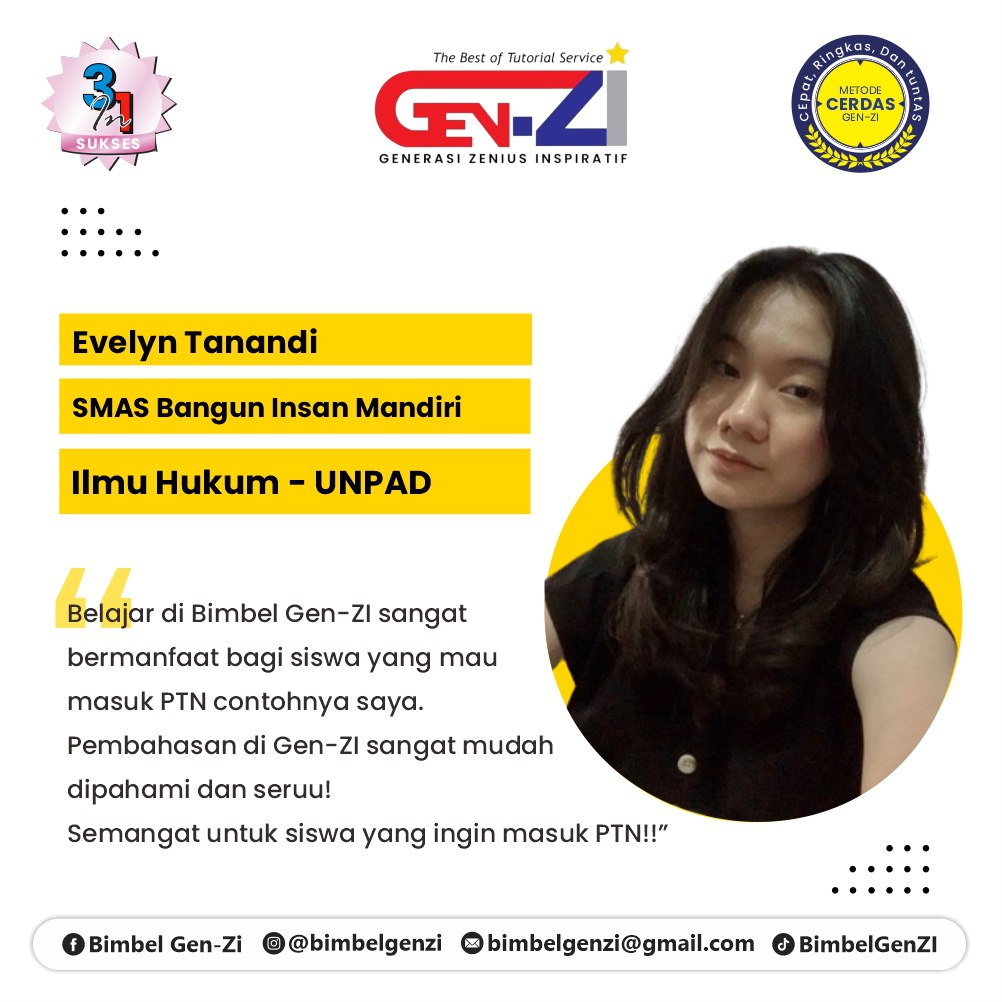 3 In 1
SUKSES
The Best of Tutorial Service
GEN-ZI
GENERASI ZENIUS INSPIRATIF
CEpat, Ringkas, Dan tuntAS
METODE
CERDAS
GEN-ZI
Evelyn Tanandi
SMAS Bangun Insan Mandiri
Ilmu Hukum - UNPAD
“Belajar di Bimbel Gen-ZI sangat
bermanfaat bagi siswa yang mau
masuk PTN contohnya saya.
Pembahasan di Gen-ZI sangat mudah
dipahami dan seruu!
Semangat untuk siswa yang ingin masuk PTN!!”
Bimbel Gen-Zi @bimbelgenzi bimbelgenzi@gmail.com BimbelGenZI